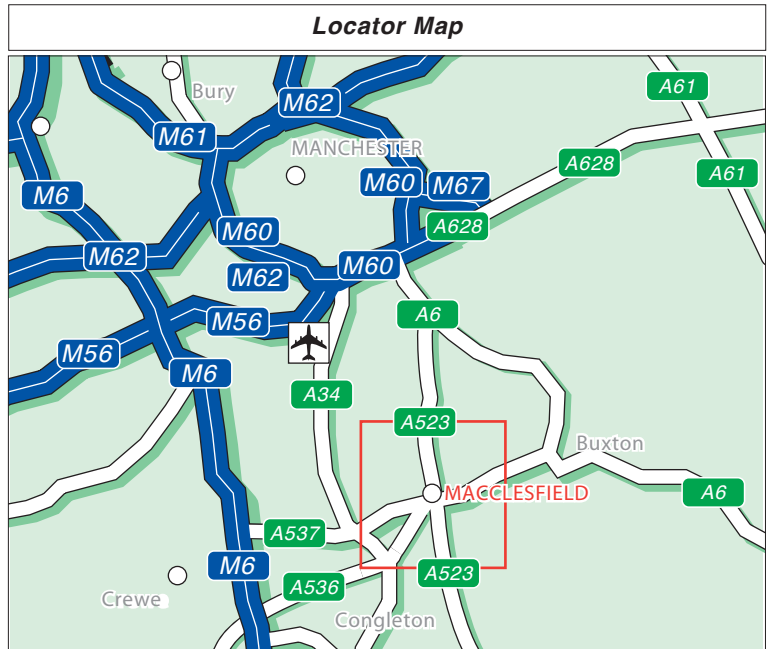 Locator Map
A61
Bury
M62
M61
MANCHESTER
A628
A61
M60
M67
M6
A628
M60
M62
M60
M62
A6
M56
M56
M6
A34
A523
Buxton
MACCLESFIELD
A6
A537
M6
A523
A536
Crewe
Congleton